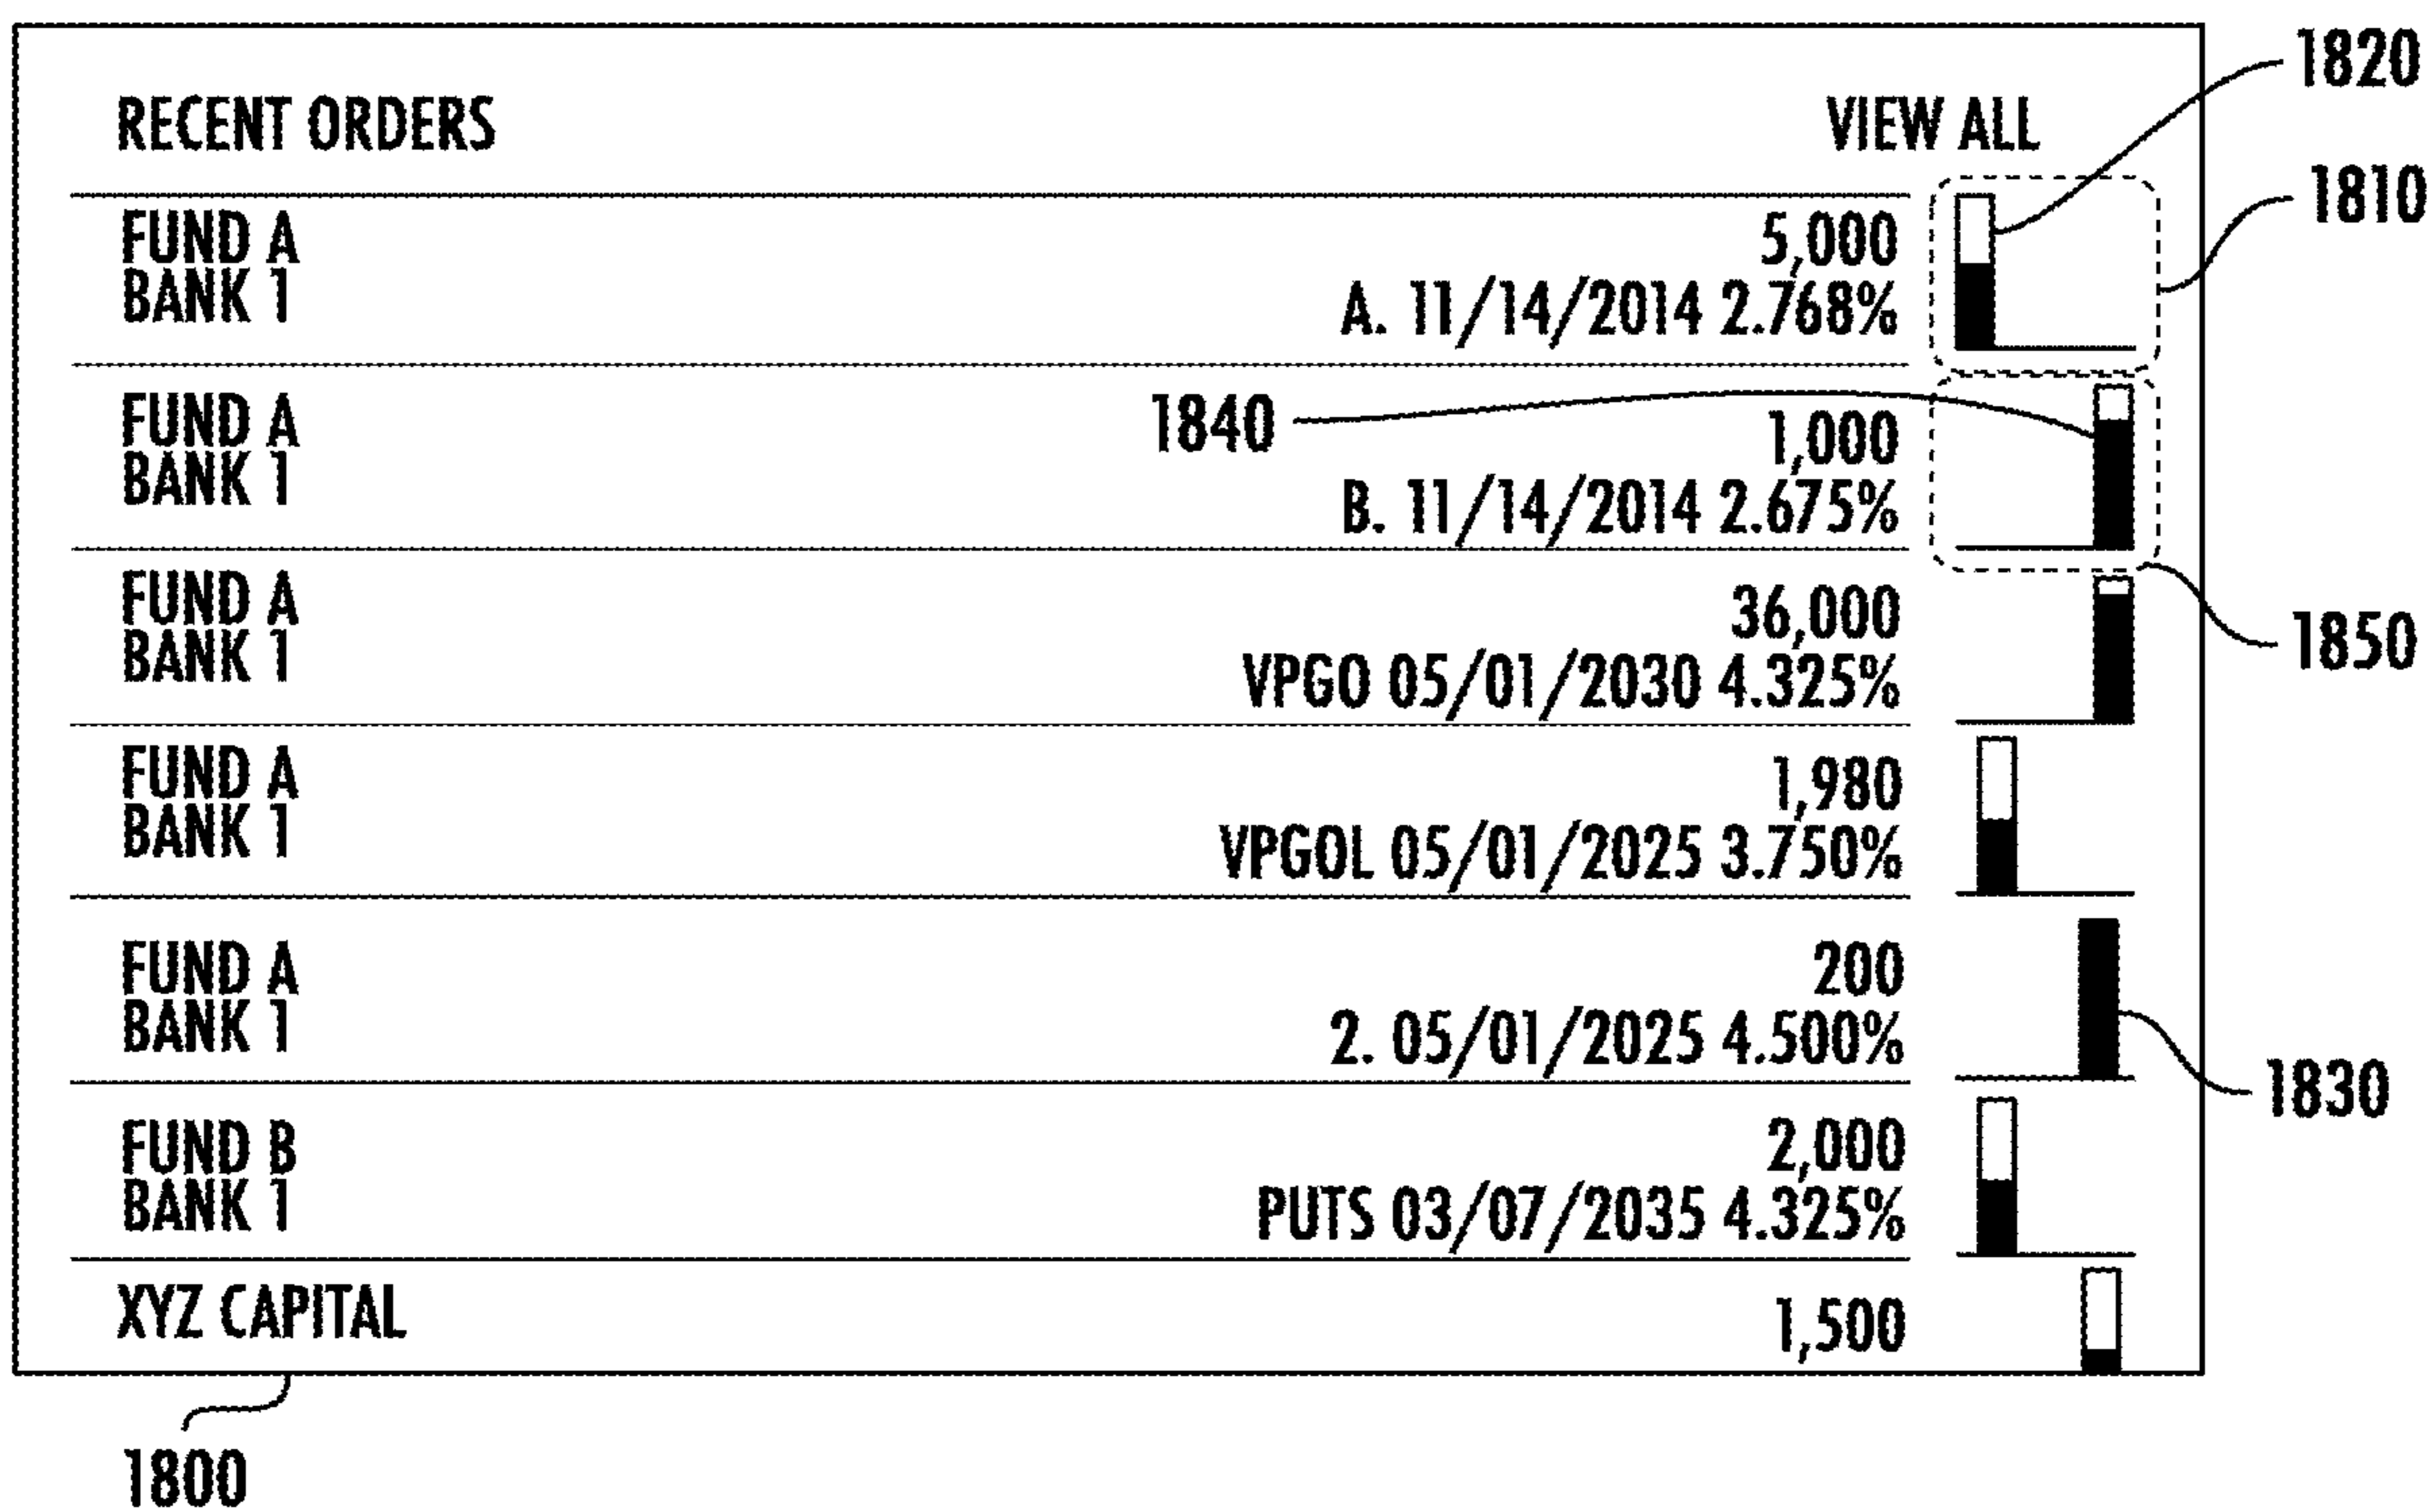 1820
RECENT ORDERS VIEW ALL
1810
FUND A 5,000
BANK 1 A. 11/14/2014 2.768%
FUND A 1840 1,000
BANK 1 B. 11/14/2014 2.675%
FUND A 36,000
1850
BANK 1 VPGO 05/01/2030 4.325%
FUND A 1,980
BANK 1 VPGOL 05/01/2025 3.750%
FUND A 200
BANK 1 2. 05/01/2025 4.500%
1830
FUND B 2,000
BANK 1 PUTS 03/07/2035 4.325%
XYZ CAPITAL 1,500
1800